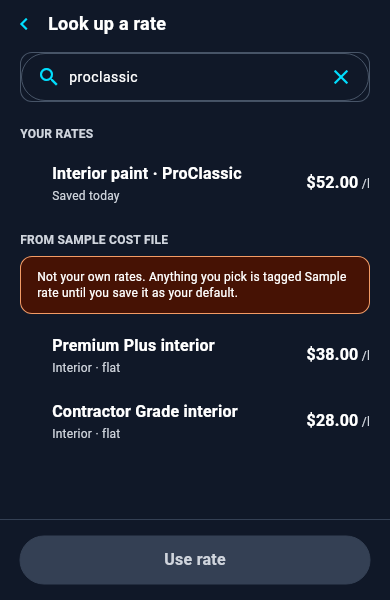 Look up a rate
proclassic
YOUR RATES
Interior paint · ProClassic
$52.00 /l
Saved today
FROM SAMPLE COST FILE
Not your own rates. Anything you pick is tagged Sample
rate until you save it as your default.
Premium Plus interior
$38.00 /l
Interior · flat
Contractor Grade interior
$28.00 /l
Interior · flat
Use rate